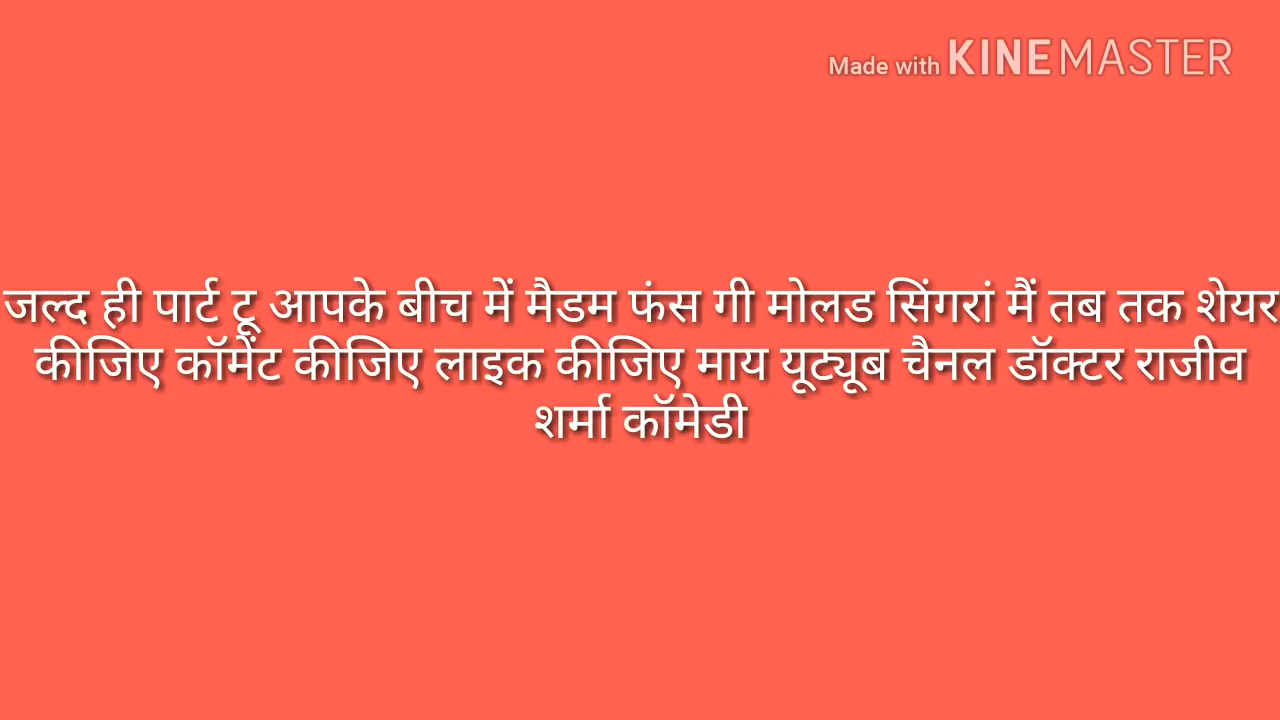 Made with KINEMASTER
जल्द ही पार्ट टू आपके बीच में मैडम फंस गी मोलड सिंगरां मैं तब तक शेयर
कीजिए कॉमेंट कीजिए लाइक कीजिए माय यूट्यूब चैनल डॉक्टर राजीव
शर्मा कॉमेडी